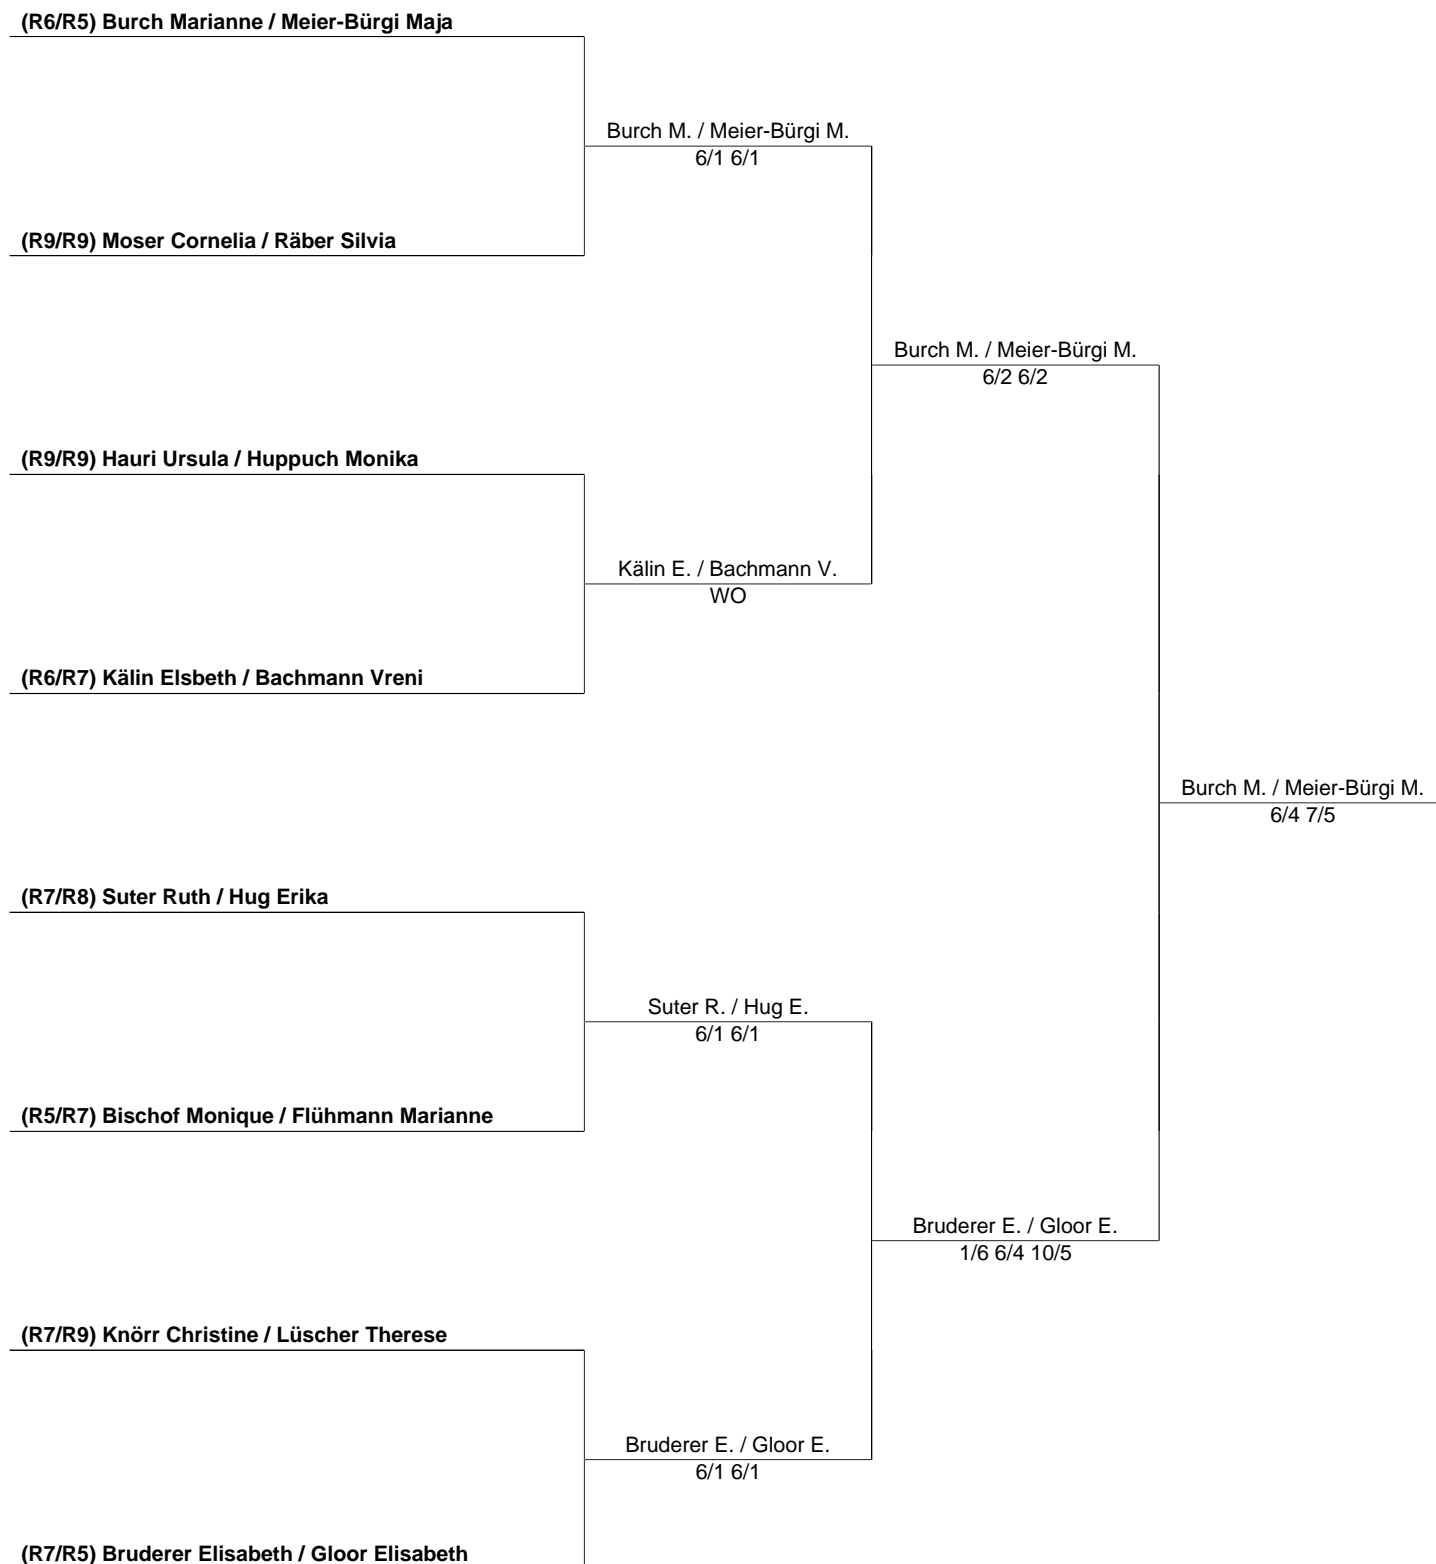 (R6/R5) Burch Marianne / Meier-Bürgi Maja
Burch M. / Meier-Bürgi M.
6/1 6/1
(R9/R9) Moser Cornelia / Räber Silvia
Burch M. / Meier-Bürgi M.
6/2 6/2
(R9/R9) Hauri Ursula / Huppuch Monika
Kälin E. / Bachmann V.
WO
(R6/R7) Kälin Elsbeth / Bachmann Vreni
Burch M. / Meier-Bürgi M.
6/4 7/5
(R7/R8) Suter Ruth / Hug Erika
Suter R. / Hug E.
6/1 6/1
(R5/R7) Bischof Monique / Flühmann Marianne
Bruderer E. / Gloor E.
1/6 6/4 10/5
(R7/R9) Knörr Christine / Lüscher Therese
Bruderer E. / Gloor E.
6/1 6/1
(R7/R5) Bruderer Elisabeth / Gloor Elisabeth